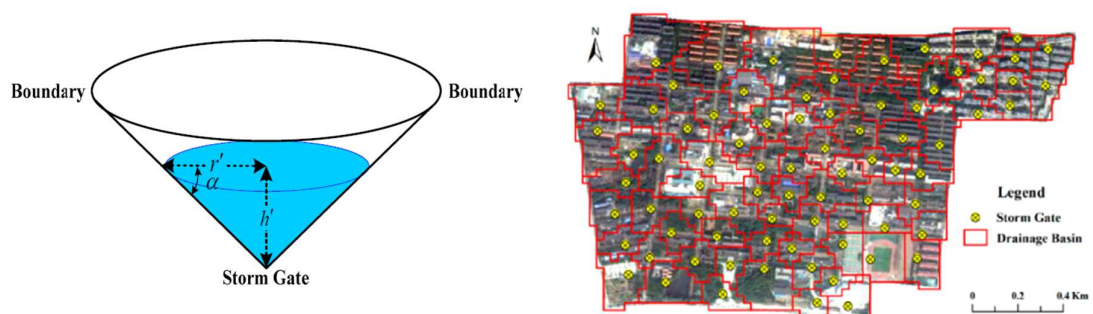 Boundary
Boundary
r'
α
h'
Storm Gate
N
Legend
Storm Gate
Drainage Basin
0 0.2 0.4 Km